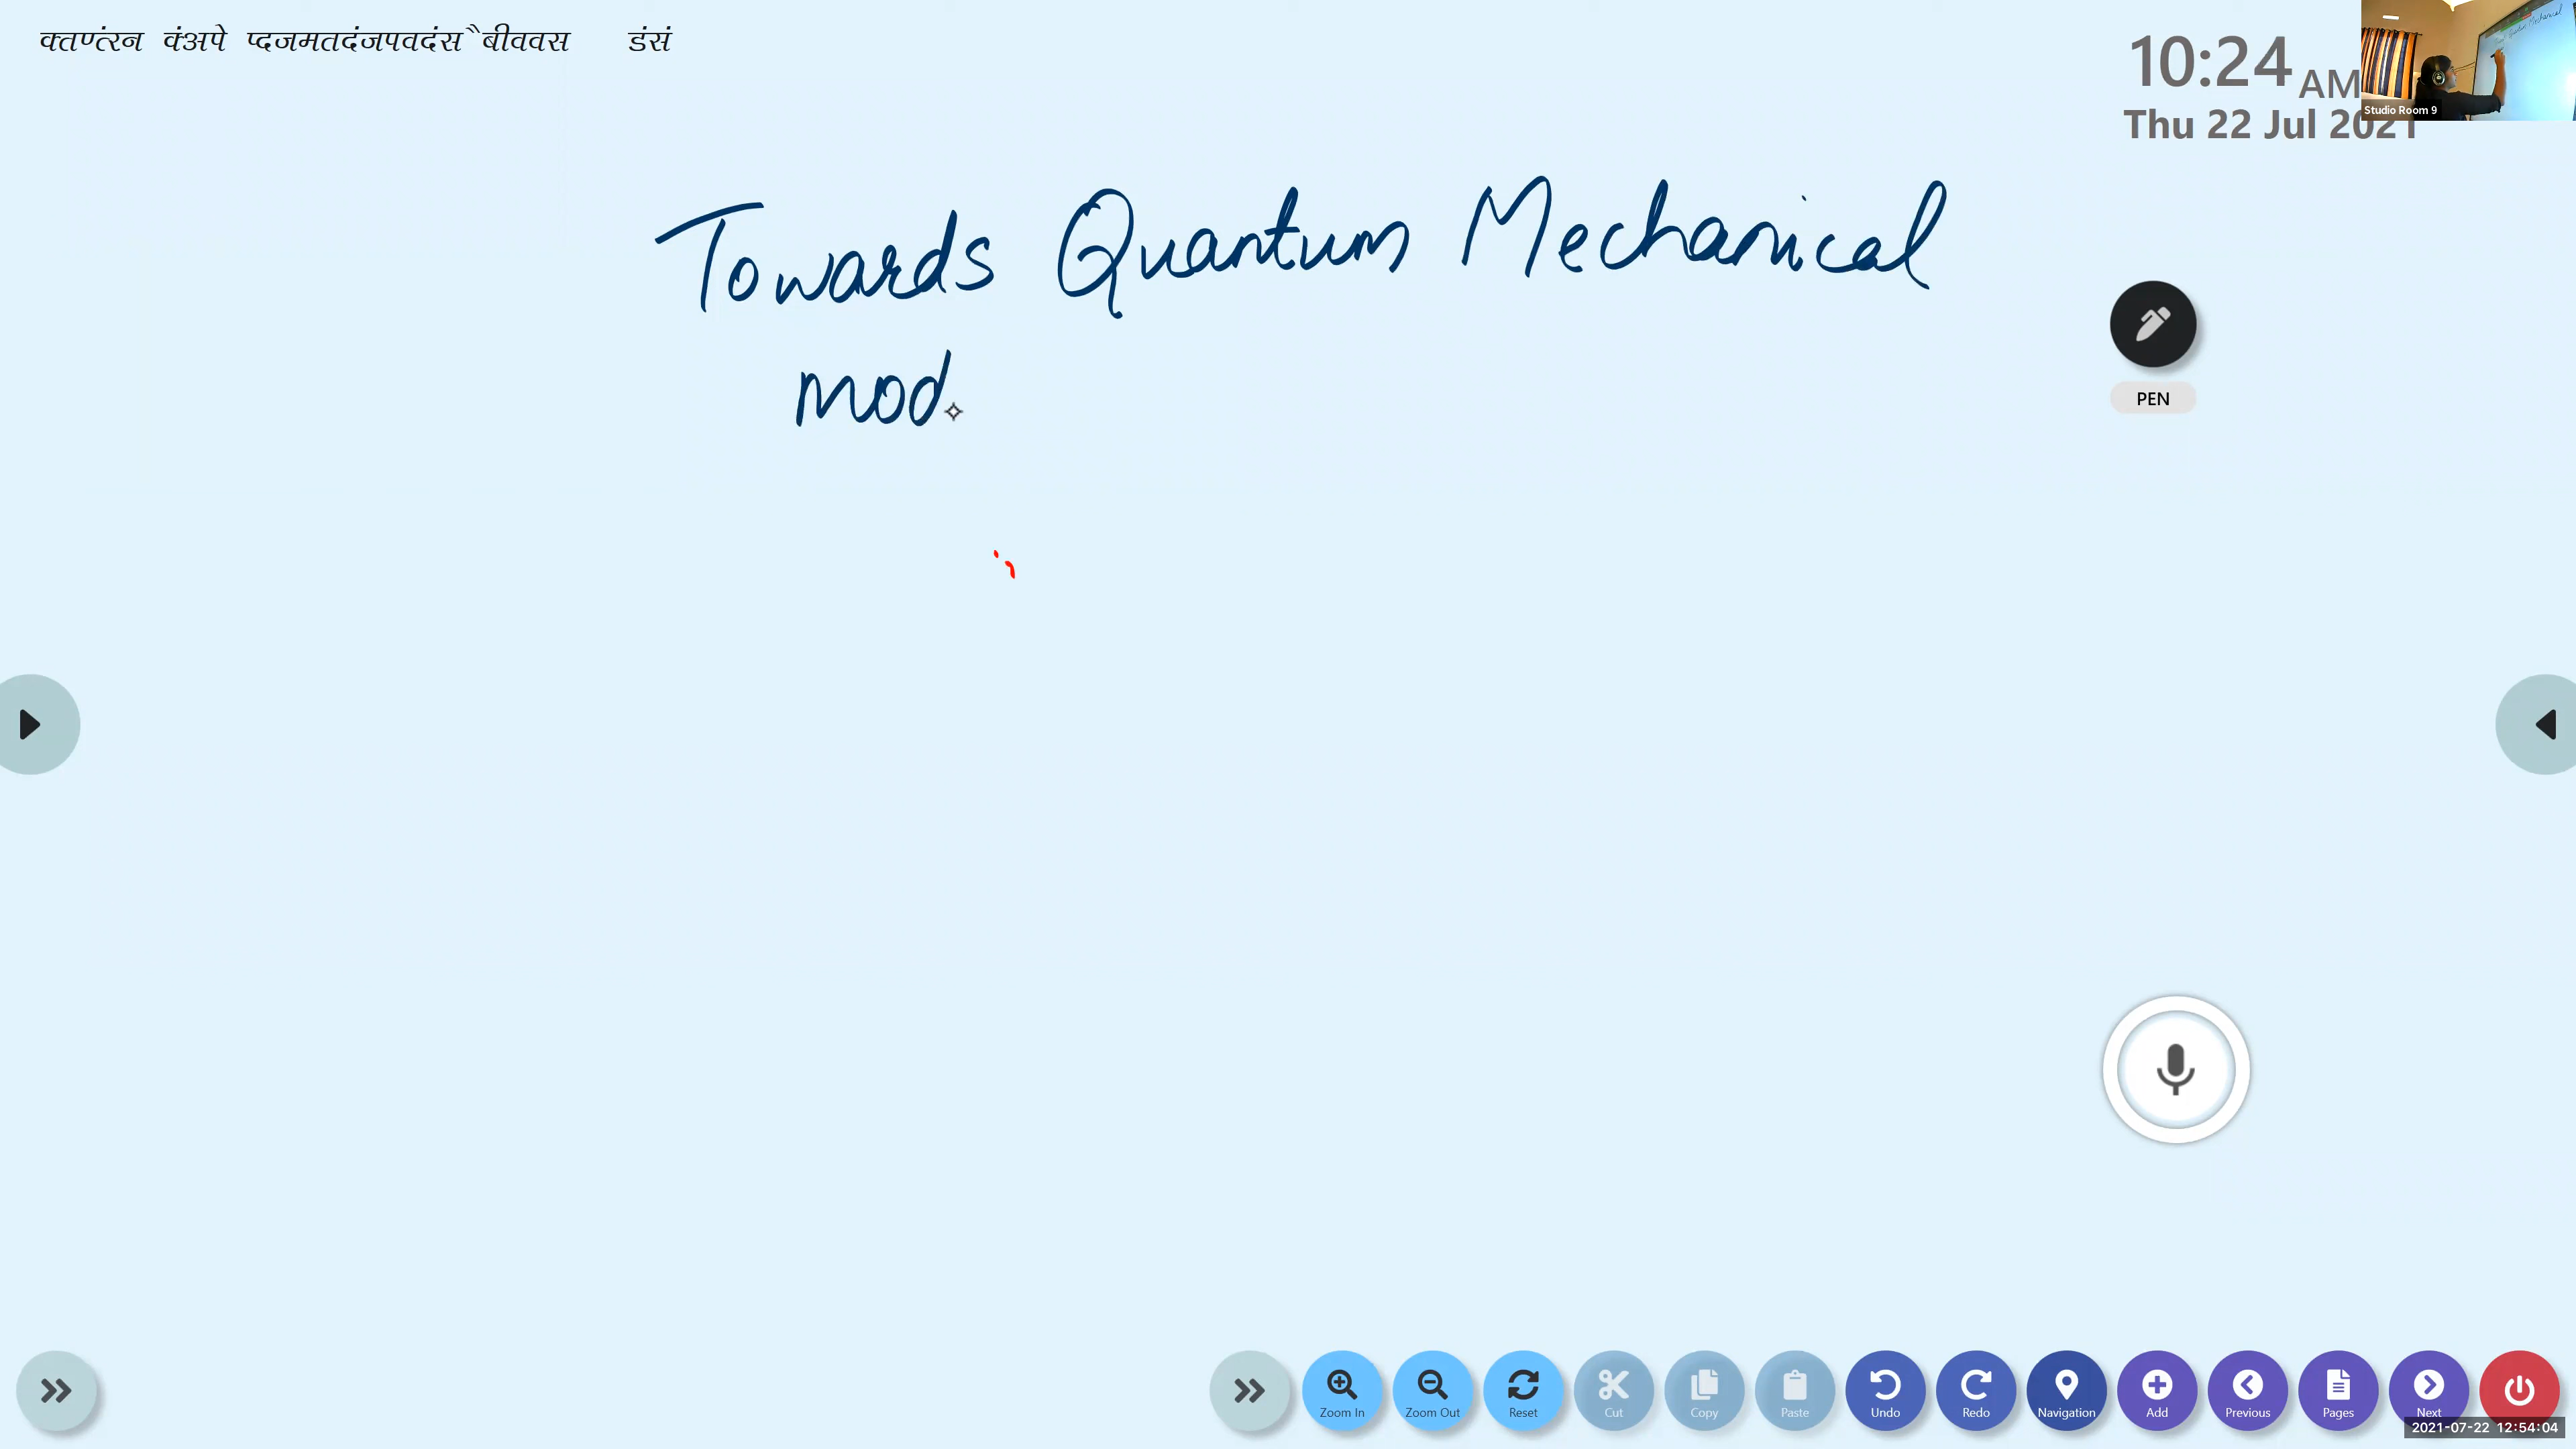 क्तण्तंरन क्ंअपे प्दजमतदंजपवदंस ैबीववस डंसं
10:24 AM
Studio Room 9
Thu 22 Jul 2021
Towards Quantum Mechanical
mod
PEN
Zoom In Zoom Out Reset Cut Copy Paste Undo Redo Navigation Add Previous Pages Next
2021-07-22 12:54:04